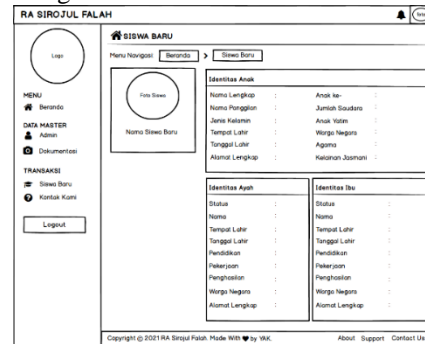 RA SIROJUL FALAH
Logo
MENU
Beranda
DATA MASTER
Admin
Dokumentasi
TRANSAKSI
Siswa Baru
Kontak Kami
Logout
SISWA BARU
Menu Navigasi: Beranda > Siswa Baru
Foto Siswa
Nama Siswa Baru
Identitas Anak
Nama Lengkap : Anak ke- :
Nama Panggilan : Jumlah Saudara :
Jenis Kelamin : Anak Yatim :
Tempat Lahir : Warga Negara :
Tanggal Lahir : Agama :
Alamat Lengkap : Kelainan Jasmani :
Identitas Ayah
Status :
Nama :
Tempat Lahir :
Tanggal Lahir :
Pendidikan :
Pekerjaan :
Penghasilan :
Warga Negara :
Alamat Lengkap :
Identitas Ibu
Status :
Nama :
Tempat Lahir :
Tanggal Lahir :
Pendidikan :
Pekerjaan :
Penghasilan :
Warga Negara :
Alamat Lengkap :
Copyright @ 2021 RA Sirojul Falah. Made With ♥ by YAK.
About Support Contact Us